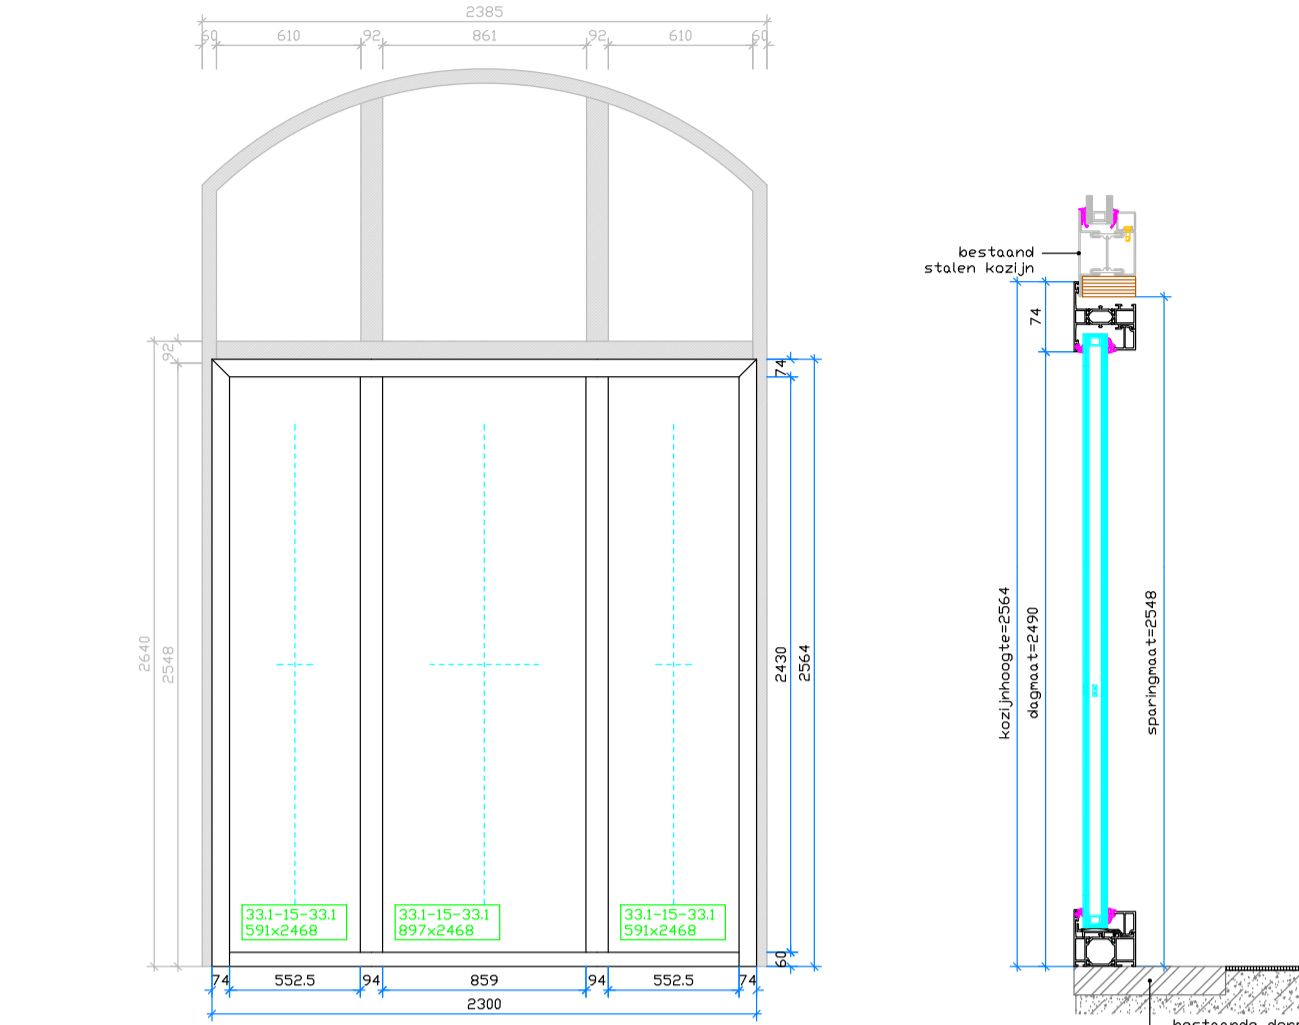 2385
60 610 92 861 92 610 60
bestaand
stalen kozijn
74
92
74
2640
2548
2430
2564
kozijnhoogte=2564
dagmaat=2490
sparingmaat=2548
33.1-15-33.1
591x2468
33.1-15-33.1
897x2468
33.1-15-33.1
591x2468
60
74 552.5 94 859 94 552.5 74
2300